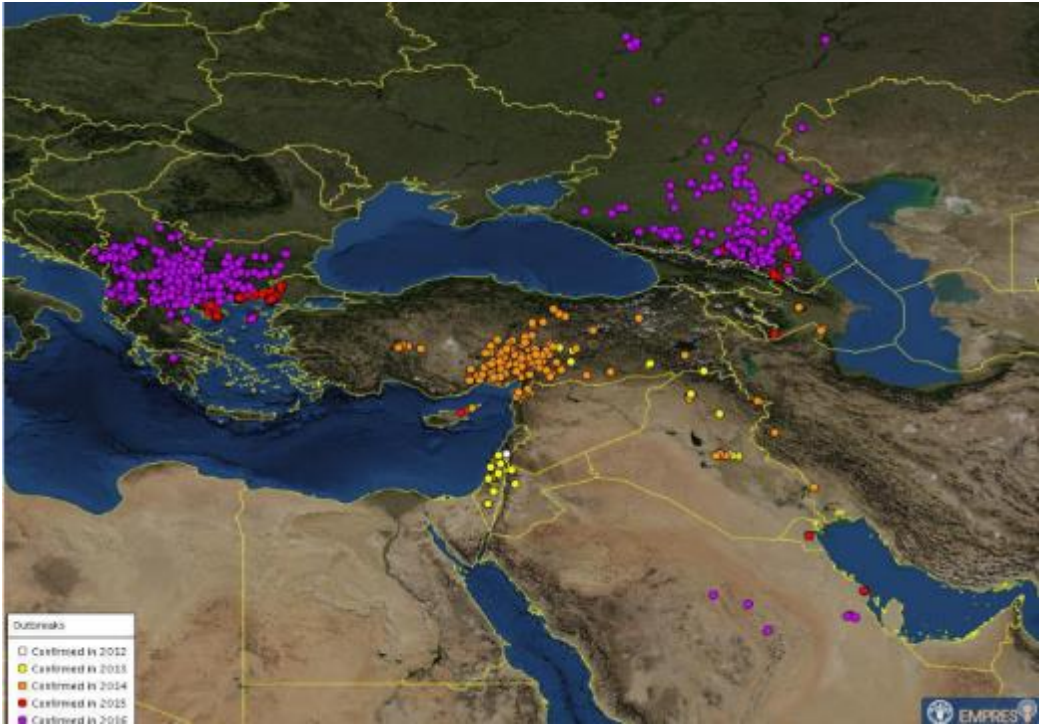 Outbreaks
Confirmed in 2012
Confirmed in 2013
Confirmed in 2014
Confirmed in 2015
Confirmed in 2016
EMPRES